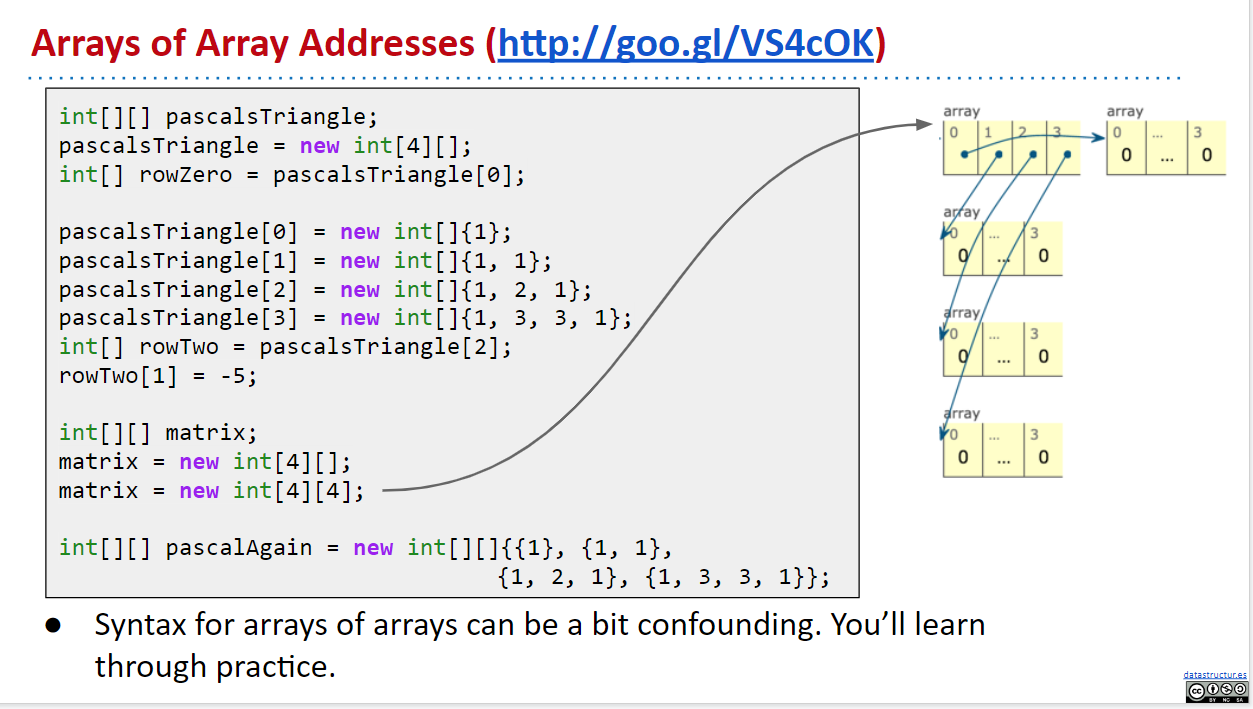 Arrays of Array Addresses (http://goo.gl/VS4cOK)
int[][] pascalsTriangle;
pascalsTriangle = new int[4][];
int[] rowZero = pascalsTriangle[0];
pascalsTriangle[0] = new int[]{1};
pascalsTriangle[1] = new int[]{1, 1};
pascalsTriangle[2] = new int[]{1, 2, 1};
pascalsTriangle[3] = new int[]{1, 3, 3, 1};
int[] rowTwo = pascalsTriangle[2];
rowTwo[1] = -5;
int[][] matrix;
matrix = new int[4][];
matrix = new int[4][4];
int[][] pascalAgain = new int[][]{{1}, {1, 1},
{1, 2, 1}, {1, 3, 3, 1}};
array
0 1 2 3
array
0 ... 3
0 ... 0
array
0 ... 3
0 ... 0
array
0 ... 3
0 ... 0
array
0 ... 3
0 ... 0
● Syntax for arrays of arrays can be a bit confounding. You’ll learn
through practice.
datastructur.es
cc
BY NC SA